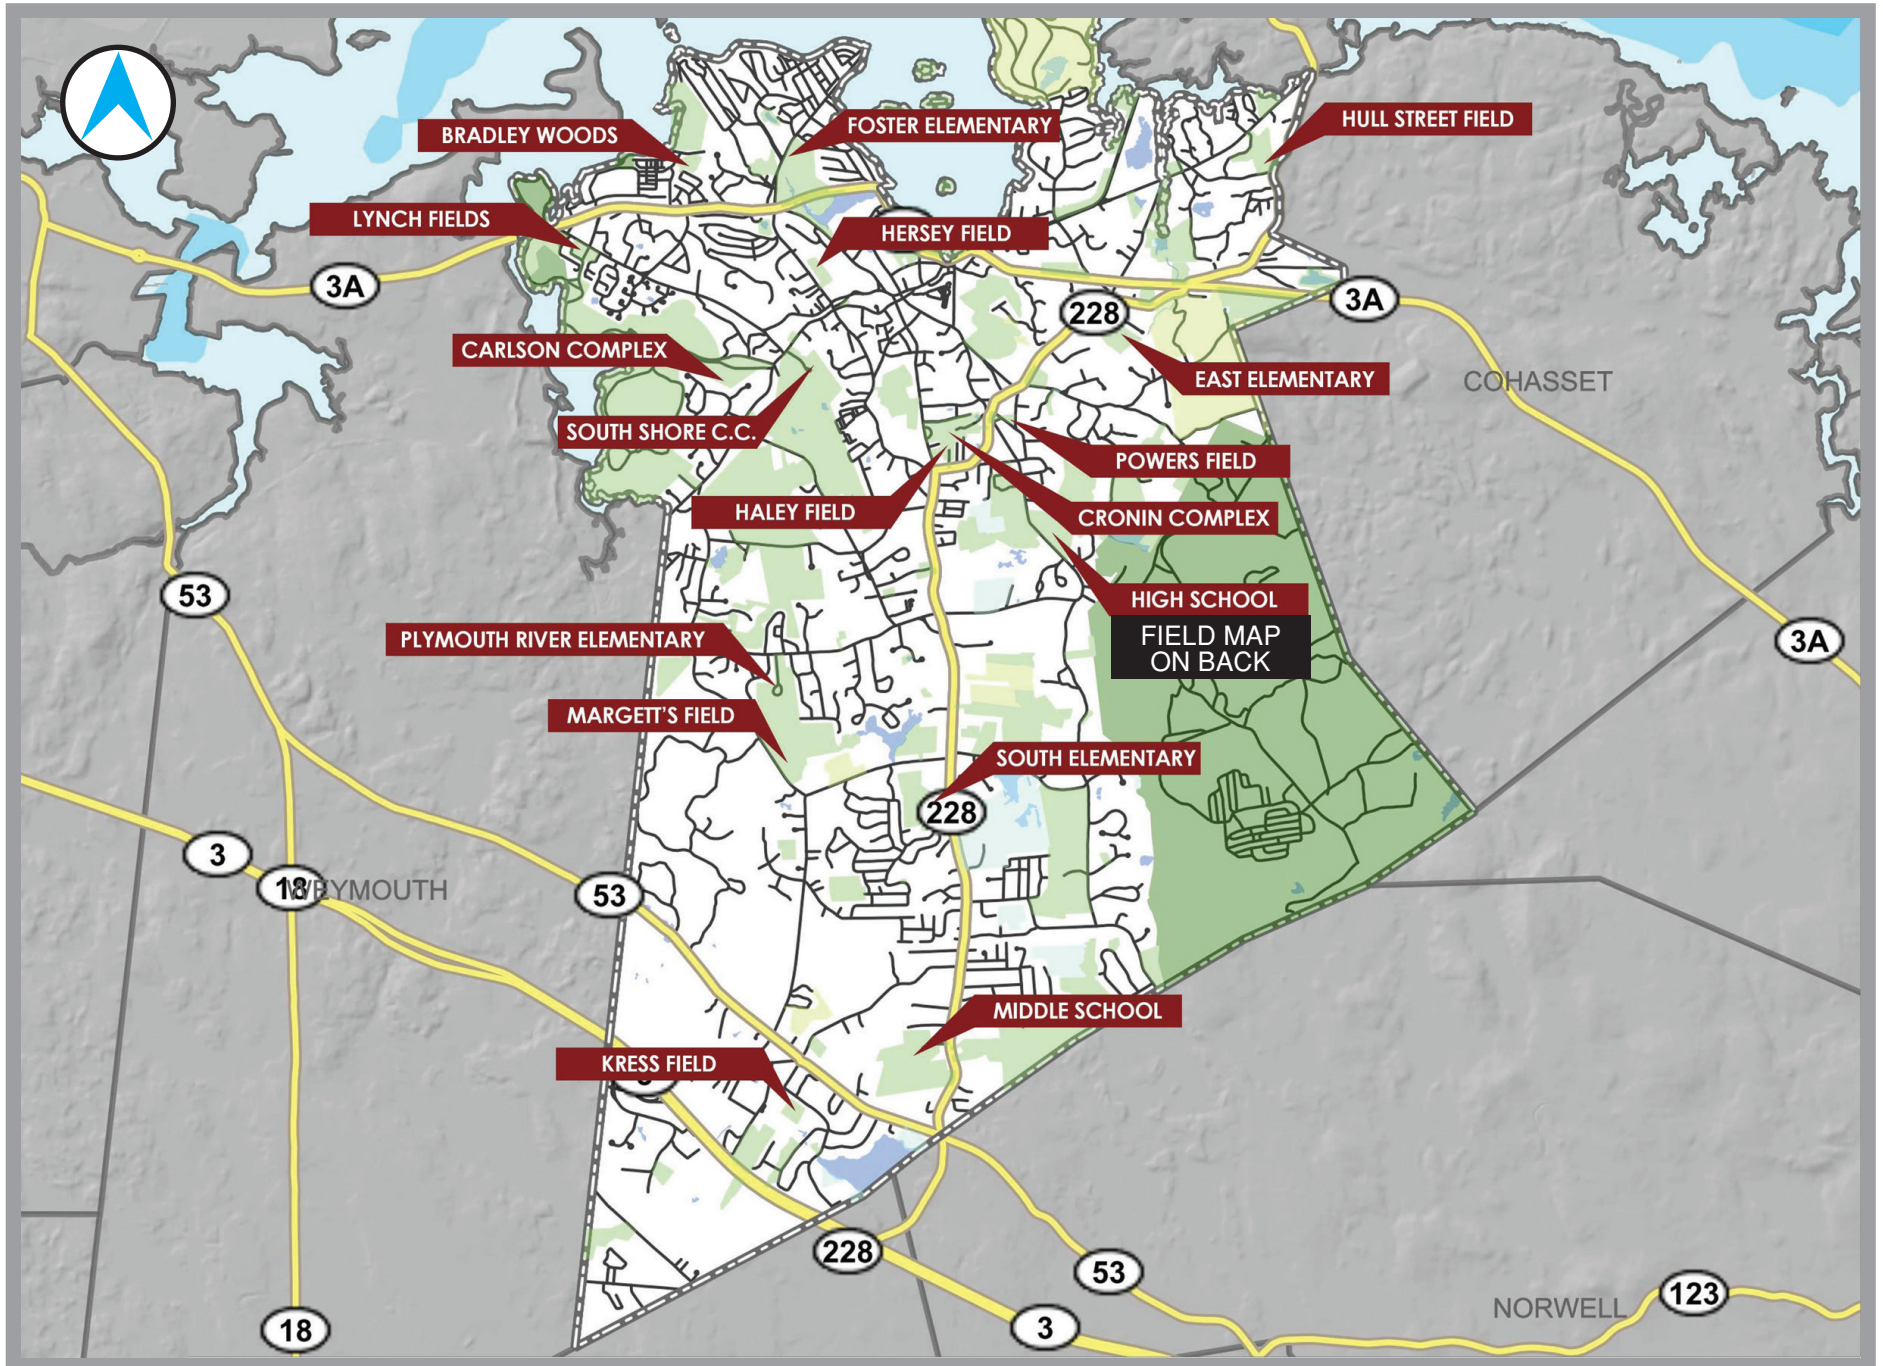 BRADLEY WOODS
FOSTER ELEMENTARY
HULL STREET FIELD
LYNCH FIELDS
HERSEY FIELD
3A
228
3A
CARLSON COMPLEX
EAST ELEMENTARY
COHASSET
SOUTH SHORE C.C.
POWERS FIELD
HALEY FIELD
CRONIN COMPLEX
53
HIGH SCHOOL
FIELD MAP
ON BACK
PLYMOUTH RIVER ELEMENTARY
3A
MARGETT'S FIELD
SOUTH ELEMENTARY
228
3
18
WEYMOUTH
53
MIDDLE SCHOOL
KRESS FIELD
228
53
NORWELL
123
18
3